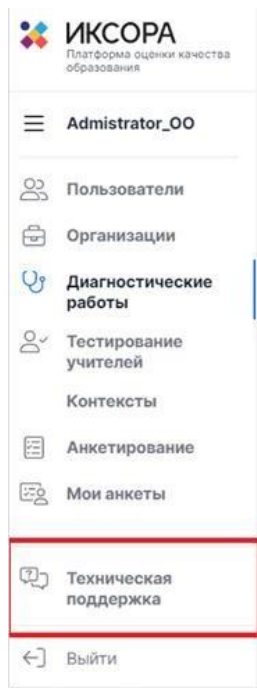 ИКСОРА
Платформа оценки качества
образования
Admistrator_OO
Пользователи
Организации
Диагностические
работы
Тестирование
учителей
Контексты
Анкетирование
Мои анкеты
Техническая
поддержка
Выйти